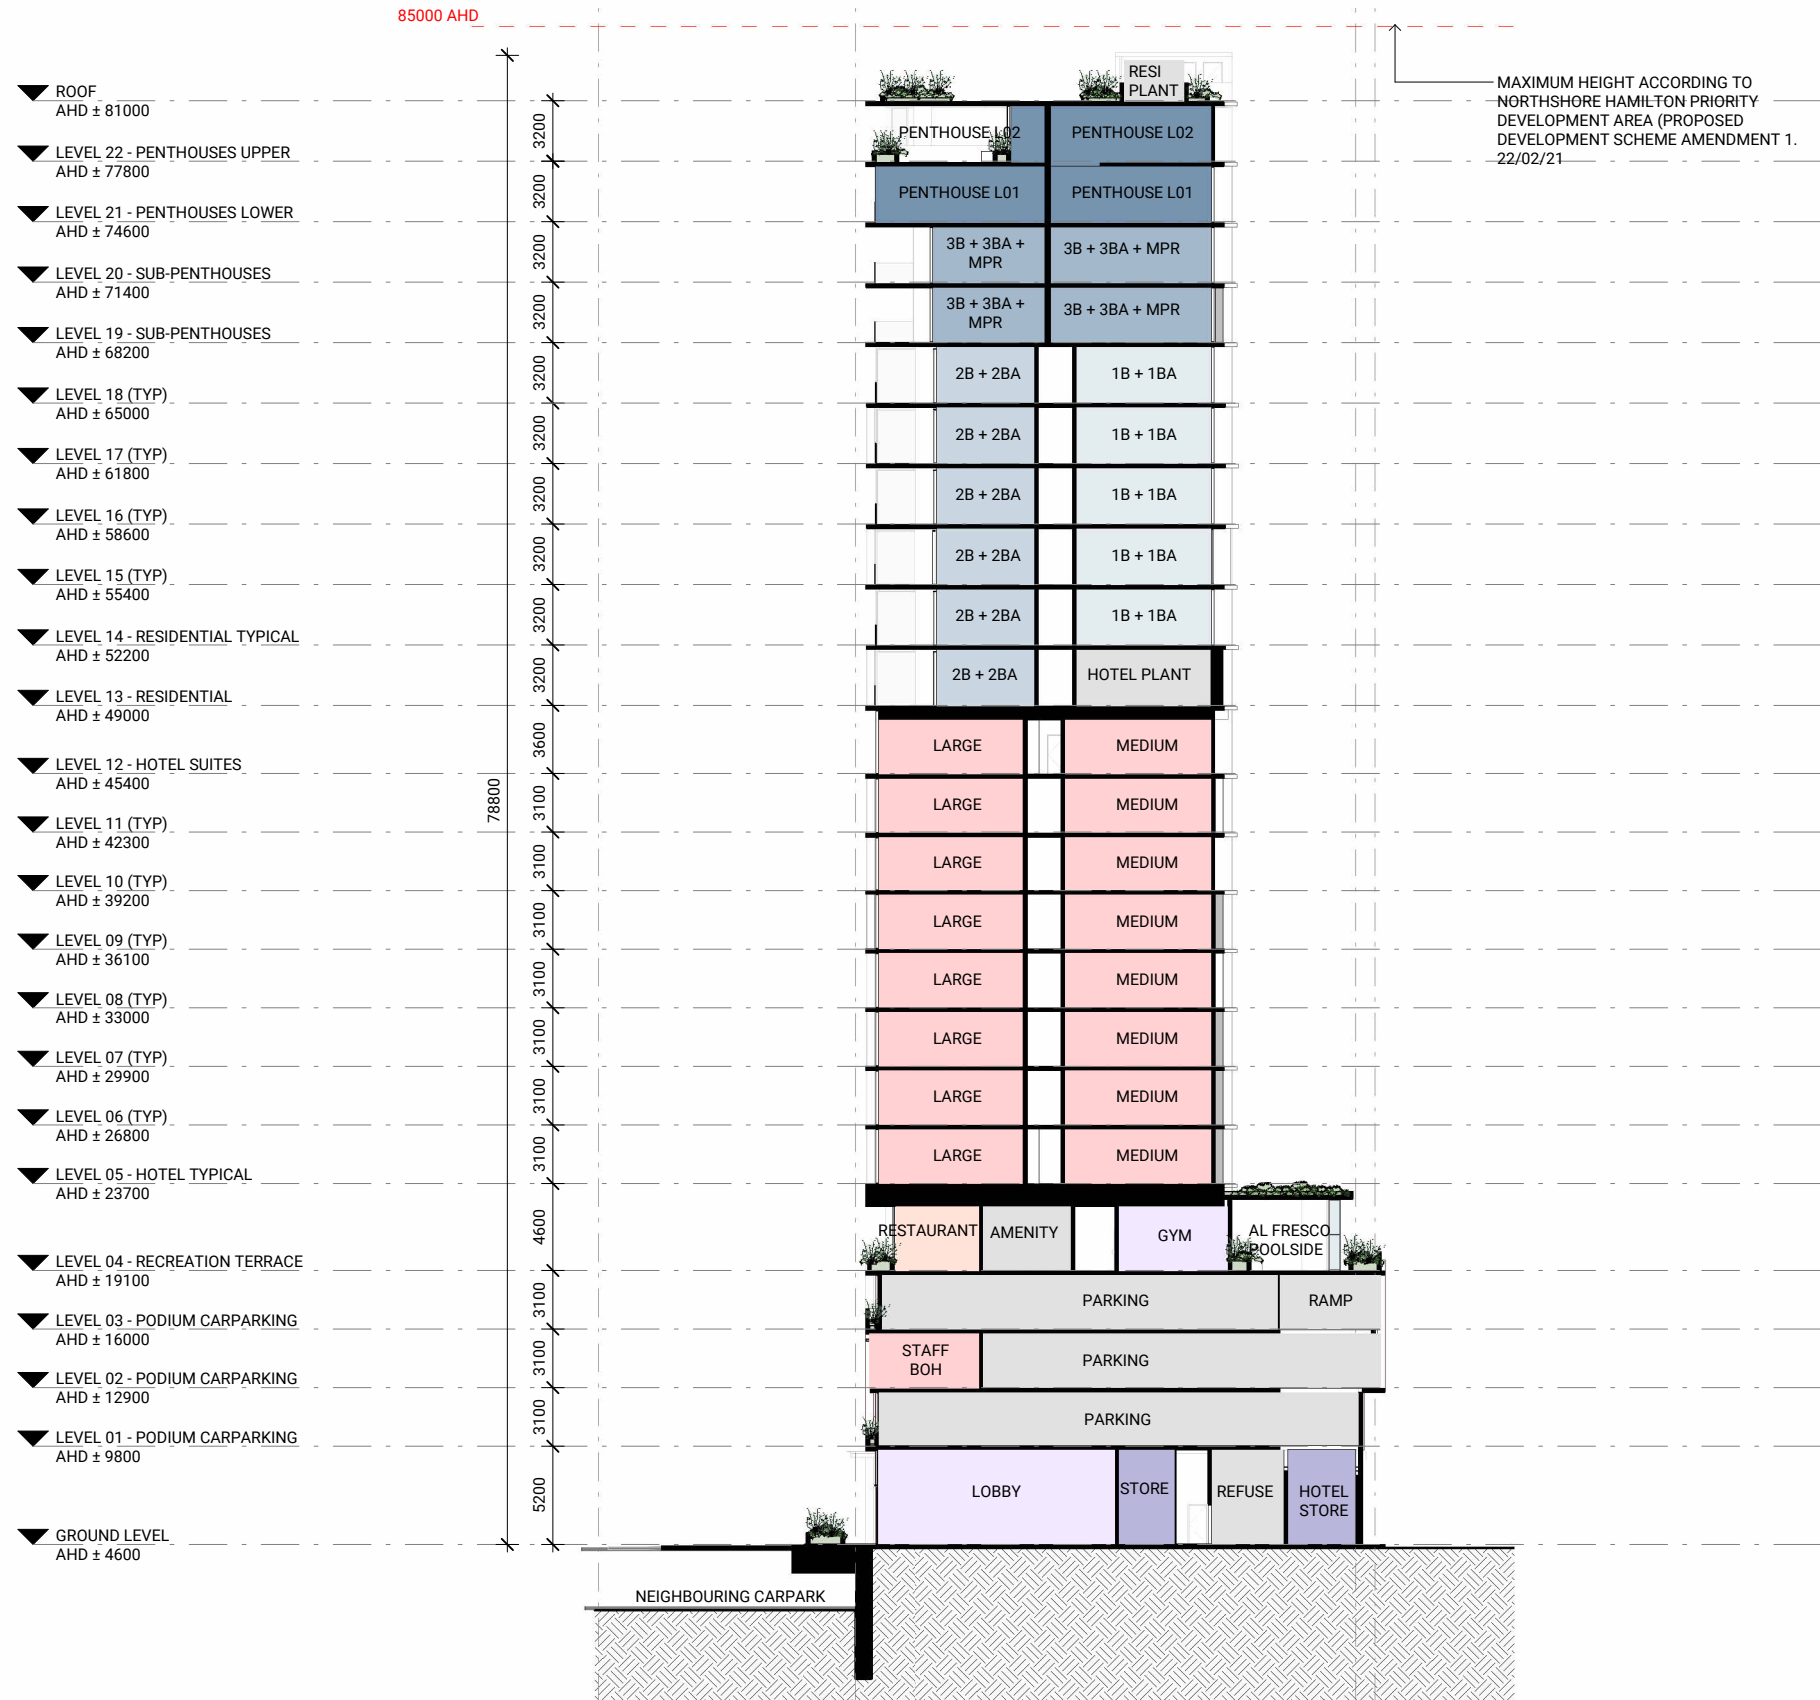 85000 AHD
MAXIMUM HEIGHT ACCORDING TO
NORTHSHORE HAMILTON PRIORITY
DEVELOPMENT AREA (PROPOSED
DEVELOPMENT SCHEME AMENDMENT 1.
22/02/21
ROOF
AHD ± 81000
LEVEL 22 - PENTHOUSES UPPER
AHD ± 77800
LEVEL 21 - PENTHOUSES LOWER
AHD ± 74600
LEVEL 20 - SUB-PENTHOUSES
AHD ± 71400
LEVEL 19 - SUB-PENTHOUSES
AHD ± 68200
LEVEL 18 (TYP)
AHD ± 65000
LEVEL 17 (TYP)
AHD ± 61800
LEVEL 16 (TYP)
AHD ± 58600
LEVEL 15 (TYP)
AHD ± 55400
LEVEL 14 - RESIDENTIAL TYPICAL
AHD ± 52200
LEVEL 13 - RESIDENTIAL
AHD ± 49000
LEVEL 12 - HOTEL SUITES
AHD ± 45400
LEVEL 11 (TYP)
AHD ± 42300
LEVEL 10 (TYP)
AHD ± 39200
LEVEL 09 (TYP)
AHD ± 36100
LEVEL 08 (TYP)
AHD ± 33000
LEVEL 07 (TYP)
AHD ± 29900
LEVEL 06 (TYP)
AHD ± 26800
LEVEL 05 - HOTEL TYPICAL
AHD ± 23700
LEVEL 04 - RECREATION TERRACE
AHD ± 19100
LEVEL 03 - PODIUM CARPARKING
AHD ± 16000
LEVEL 02 - PODIUM CARPARKING
AHD ± 12900
LEVEL 01 - PODIUM CARPARKING
AHD ± 9800
GROUND LEVEL
AHD ± 4600
78800
3200
3200
3200
3200
3200
3200
3200
3200
3200
3200
3600
3100
3100
3100
3100
3100
3100
3100
4600
3100
3100
3100
5200
RESI
PLANT
PENTHOUSE L02
PENTHOUSE L02
PENTHOUSE L01
PENTHOUSE L01
3B + 3BA +
MPR
3B + 3BA + MPR
3B + 3BA +
MPR
3B + 3BA + MPR
2B + 2BA
1B + 1BA
2B + 2BA
1B + 1BA
2B + 2BA
1B + 1BA
2B + 2BA
1B + 1BA
2B + 2BA
1B + 1BA
2B + 2BA
HOTEL PLANT
LARGE
MEDIUM
LARGE
MEDIUM
LARGE
MEDIUM
LARGE
MEDIUM
LARGE
MEDIUM
LARGE
MEDIUM
LARGE
MEDIUM
LARGE
MEDIUM
RESTAURANT
AMENITY
GYM
AL FRESCO
POOLSIDE
PARKING
RAMP
STAFF
BOH
PARKING
PARKING
LOBBY
STORE
REFUSE
HOTEL
STORE
NEIGHBOURING CARPARK